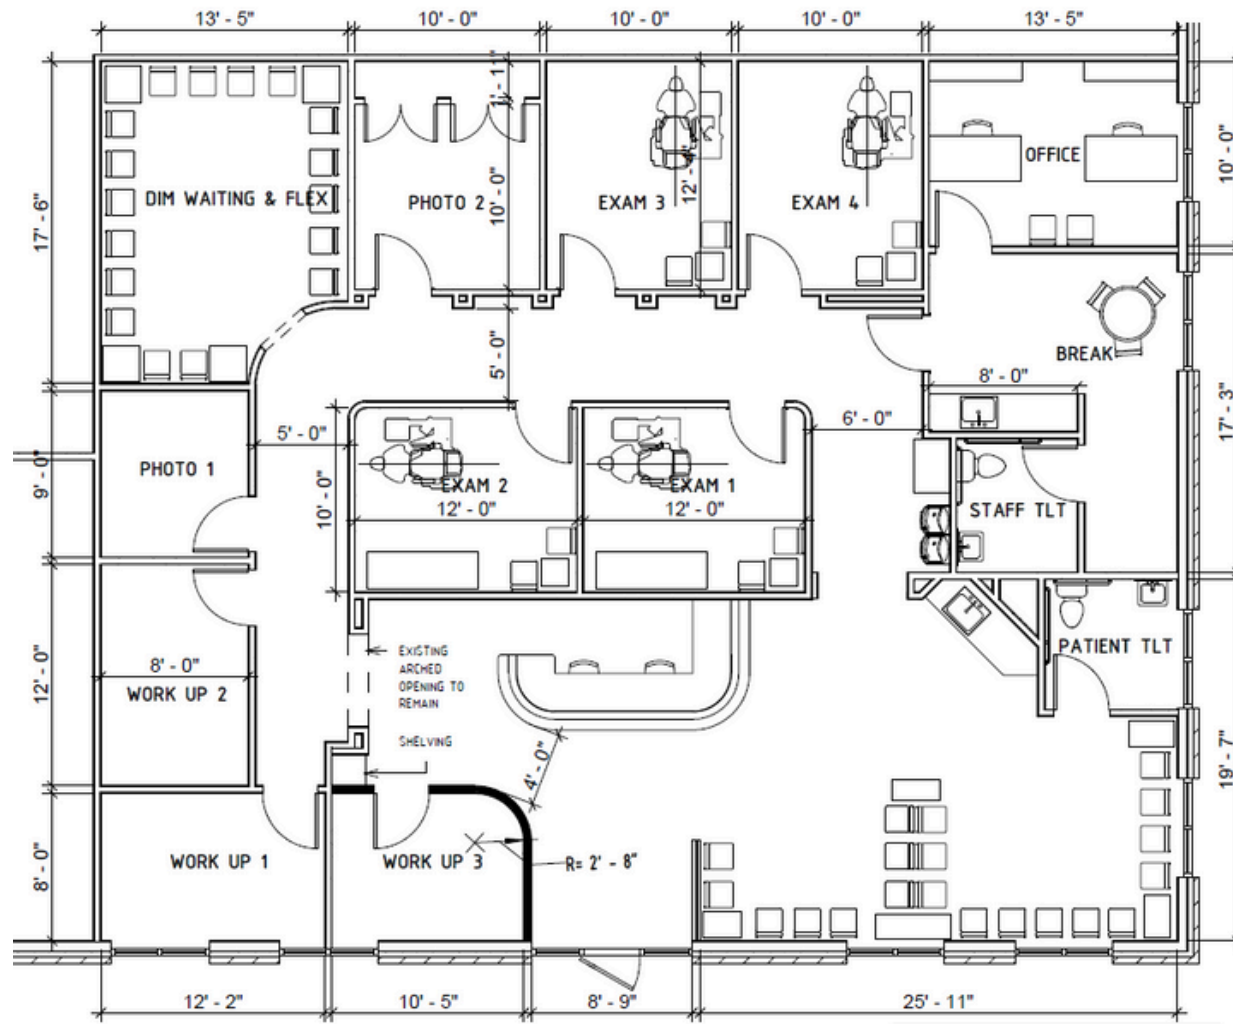 13' - 5"
10' - 0"
10' - 0"
10' - 0"
13' - 5"
1' - 11"
17' - 6"
DIM WAITING & FLEX
PHOTO 2
10' - 0"
EXAM 3
12' - 4"
EXAM 4
OFFICE
10' - 0"
5' - 0"
BREAK
8' - 0"
17' - 3"
9' - 0"
PHOTO 1
5' - 0"
10' - 0"
EXAM 2
12' - 0"
EXAM 1
12' - 0"
6' - 0"
STAFF TLT
12' - 0"
8' - 0"
WORK UP 2
EXISTING
ARCHED
OPENING TO
REMAIN
SHELVING
PATIENT TLT
4' - 0"
19' - 7"
8' - 0"
WORK UP 1
WORK UP 3
R= 2' - 8"
12' - 2"
10' - 5"
8' - 9"
25' - 11"